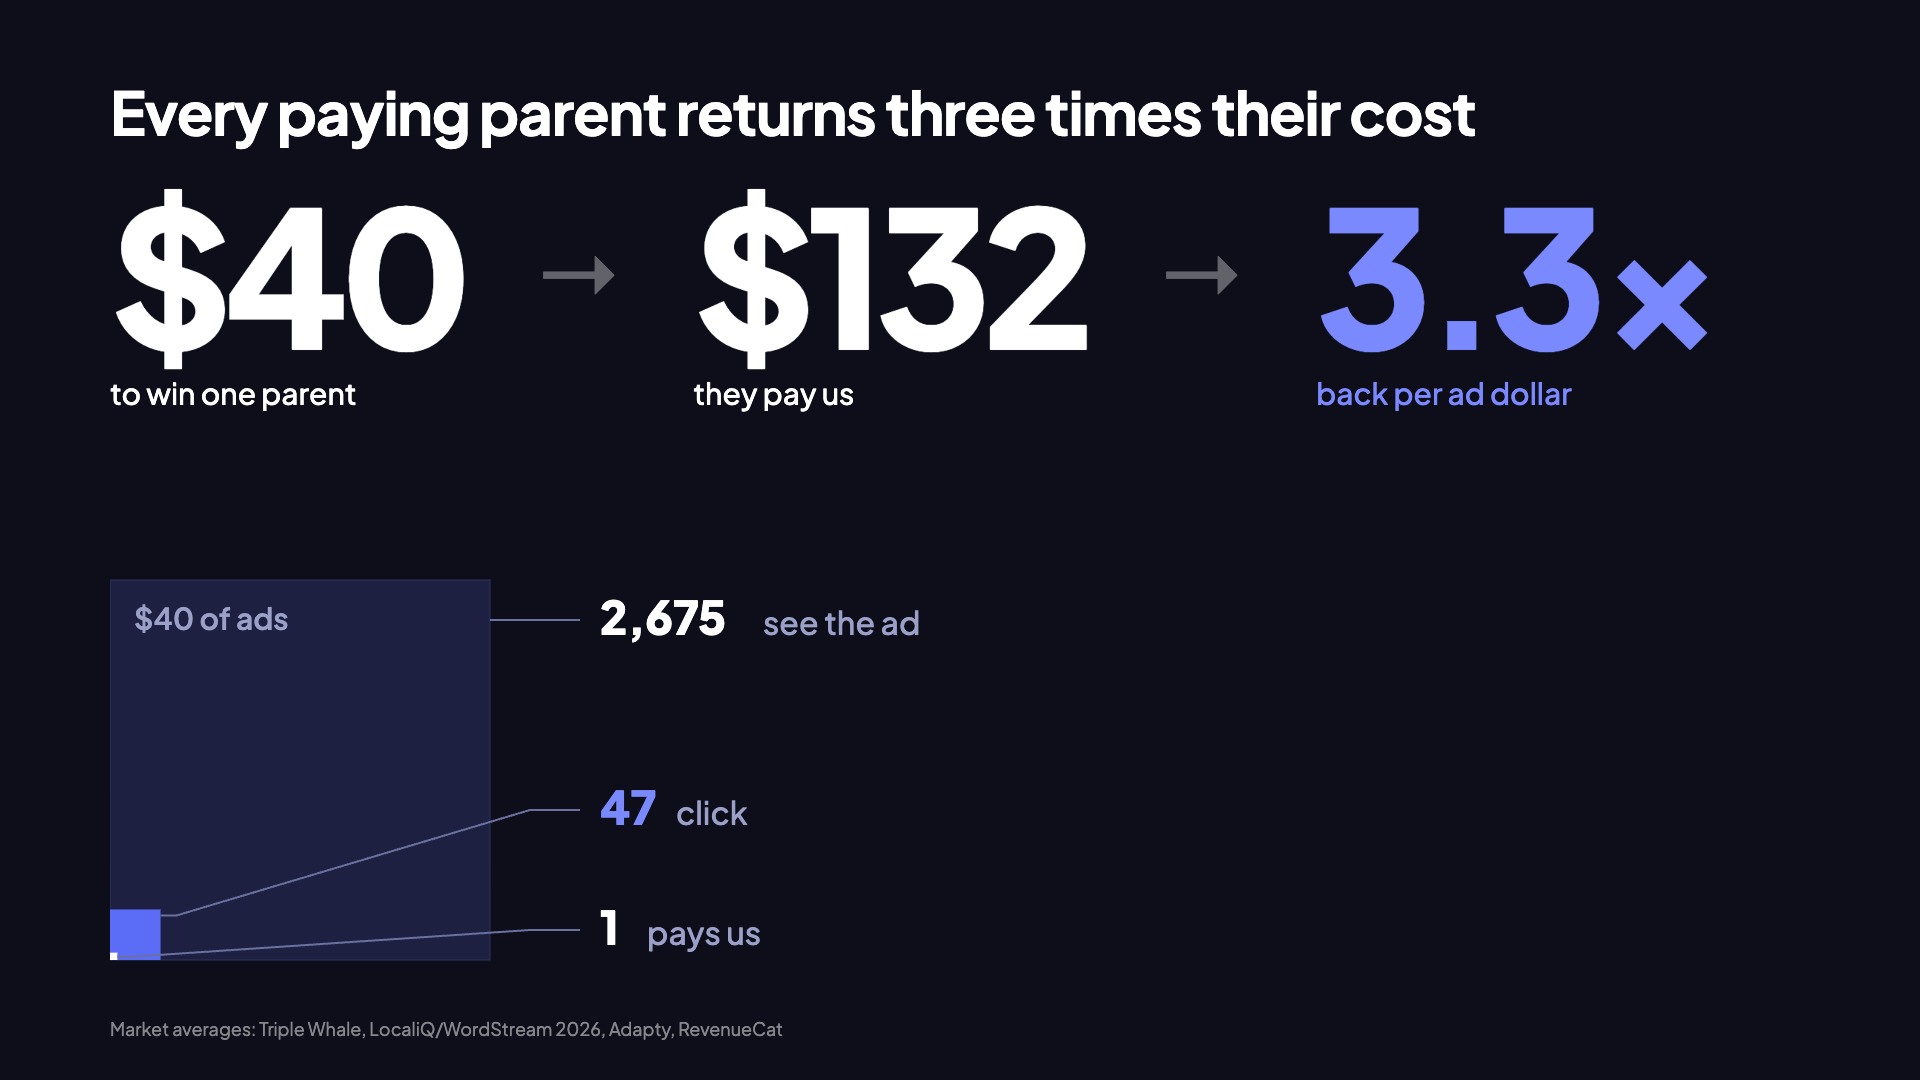 Every paying parent returns three times their cost
$40 → $132 → 3.3×
to win one parent they pay us back per ad dollar
$40 of ads
2,675 see the ad
47 click
1 pays us
Market averages: Triple Whale, LocaliQ/WordStream 2026, Adapty, RevenueCat